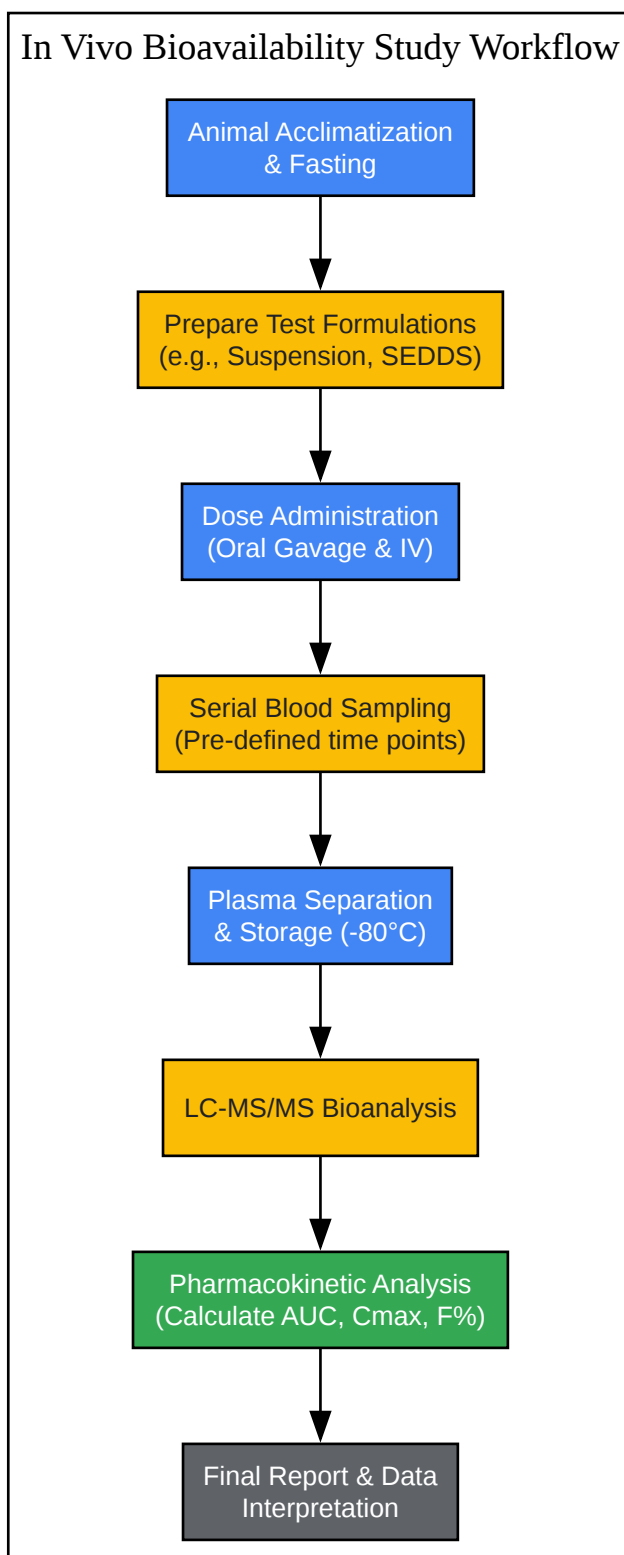 In Vivo Bioavailability Study Workflow
Animal Acclimatization
& Fasting
Prepare Test Formulations
(e.g., Suspension, SEDDS)
Dose Administration
(Oral Gavage & IV)
Serial Blood Sampling
(Pre-defined time points)
Plasma Separation
& Storage (-80°C)
LC-MS/MS Bioanalysis
Pharmacokinetic Analysis
(Calculate AUC, Cmax, F%)
Final Report & Data
Interpretation